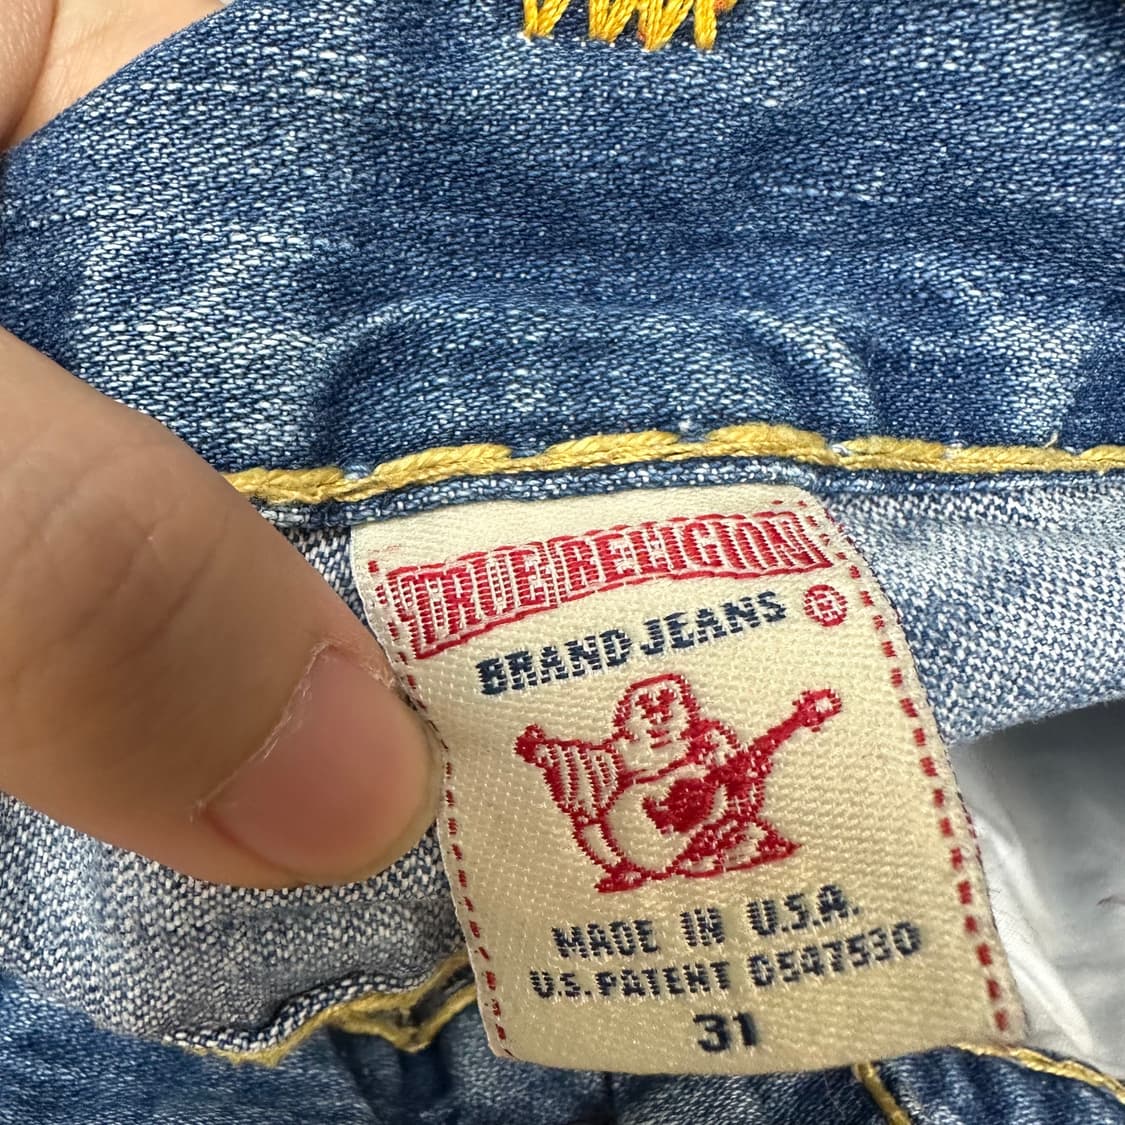 TRUE RELIGION
BRAND JEANS ®
MADE IN U.S.A.
U.S. PATENT D547530
31